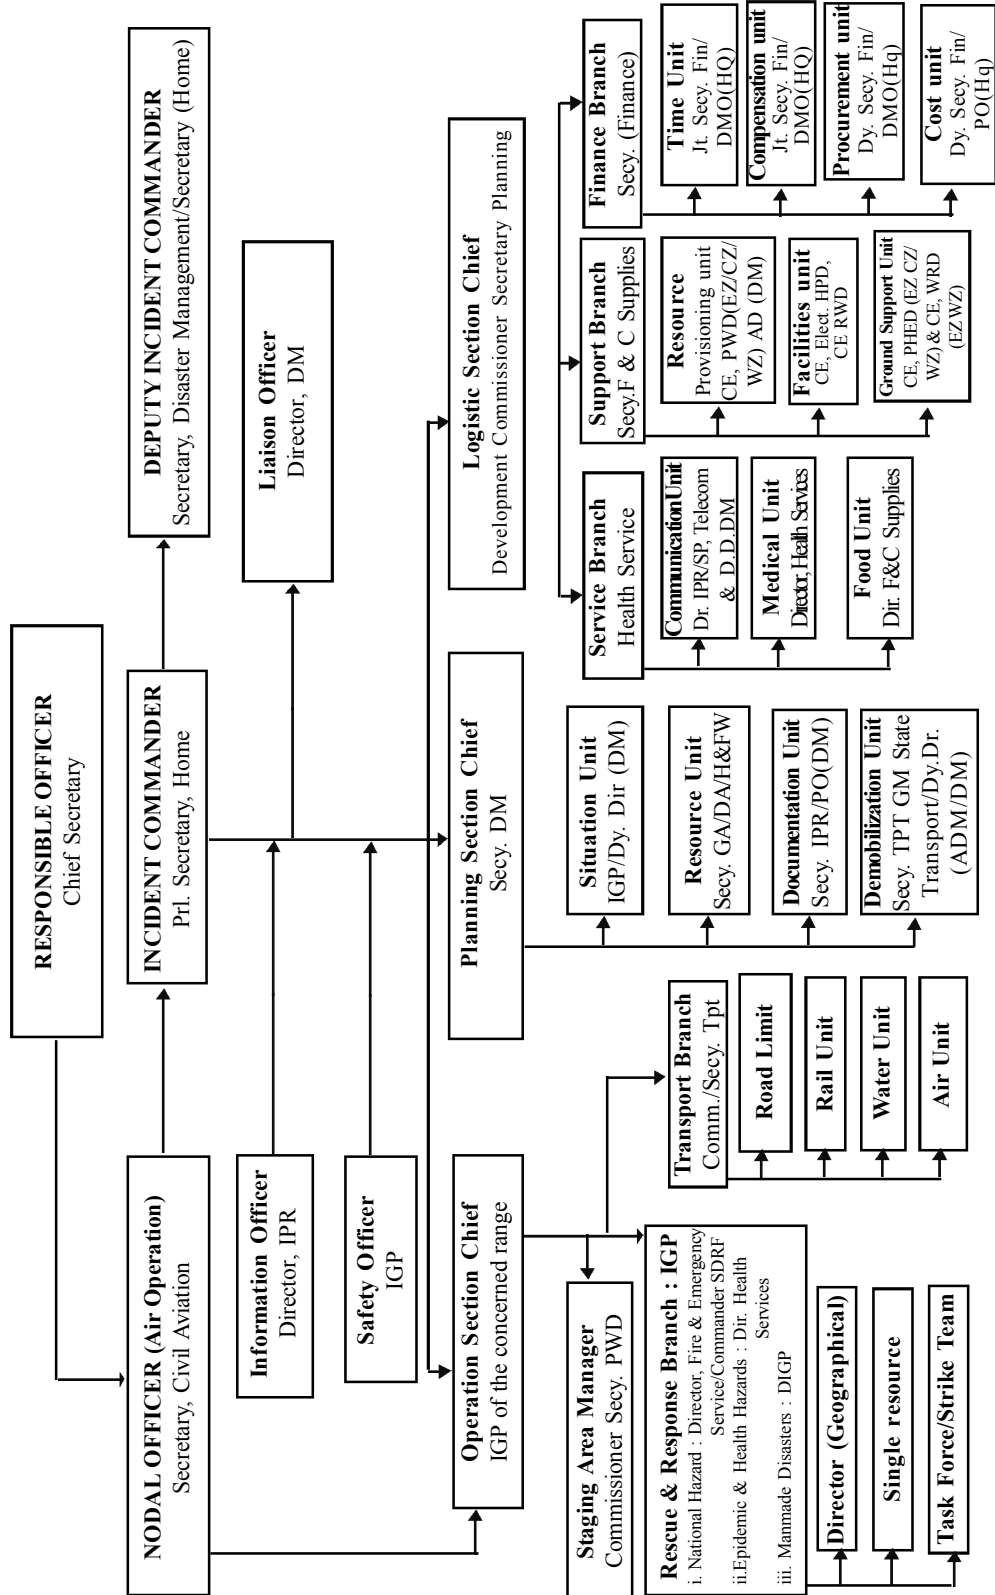 RESPONSIBLE OFFICER
Chief Secretary
NODAL OFFICER (Air Operation)
Secretary, Civil Aviation
INCIDENT COMMANDER
Prl. Secretary, Home
DEPUTY INCIDENT COMMANDER
Secretary, Disaster Management/Secretary (Home)
Information Officer
Director, IPR
Liaison Officer
Director, DM
Safety Officer
IGP
Operation Section Chief
IGP of the concerned range
Planning Section Chief
Secy. DM
Logistic Section Chief
Development Commissioner Secretary Planning
Staging Area Manager
Commissioner Secy. PWD
Rescue & Response Branch : IGP
i. National Hazard : Director, Fire & Emergency
Service/Commander SDRF
ii.Epidemic & Health Hazards : Dir. Health
Services
iii. Manmade Disasters : DIGP
Director (Geographical)
Single resource
Task Force/Strike Team
Transport Branch
Comm./Secy. Tpt
Road Limit
Rail Unit
Water Unit
Air Unit
Situation Unit
IGP/Dy. Dir (DM)
Resource Unit
Secy. GA/DA/H&FW
Documentation Unit
Secy. IPR/PO(DM)
Demobilization Unit
Secy. TPT GM State
Transport/Dy.Dr.
(ADM/DM)
Service Branch
Health Service
Communication Unit
Dr. IPR/SP, Telecom
& D.D.DM
Medical Unit
Director, Health Services
Food Unit
Dir. F&C Supplies
Support Branch
Secy.F & C Supplies
Resource
Provisioning unit
CE, PWD(EZ/CZ/
WZ) AD (DM)
Facilities unit
CE, Elect. HPD,
CE RWD
Ground Support Unit
CE, PHED (EZ CZ/
WZ) & CE, WRD
(EZWZ)
Finance Branch
Secy. (Finance)
Time Unit
Jt. Secy. Fin/
DMO(HQ)
Compensation unit
Jt. Secy. Fin/
DMO(HQ)
Procurement unit
Dy. Secy. Fin/
DMO(Hq)
Cost unit
Dy. Secy. Fin/
PO(Hq)